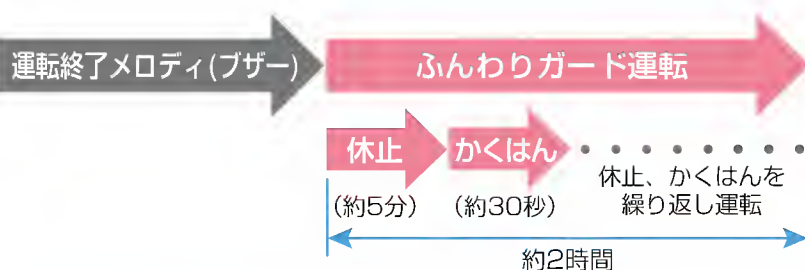 運転終了メロディ(ブザー)
ふんわりガード運転
休止
かくはん
(約5分)
(約30秒)
休止、かくはんを
繰り返し運転
約2時間